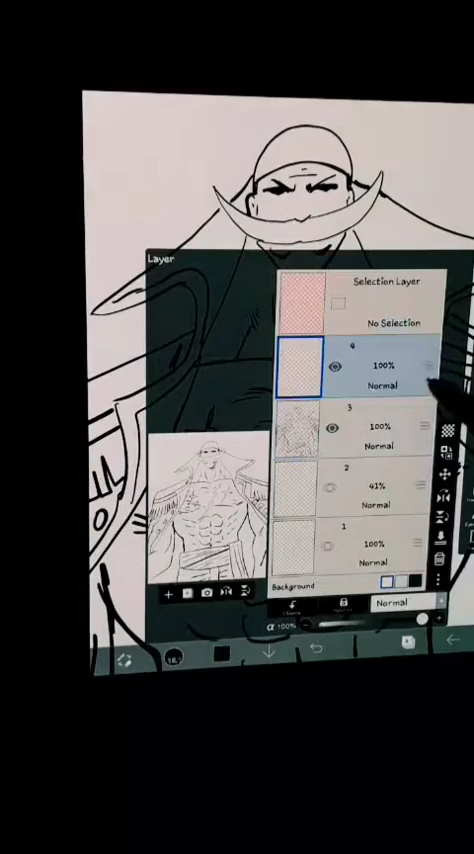 Layer
Selection Layer
No Selection
4
100%
Normal
3
100%
Normal
2
41%
Normal
1
100%
Normal
Background
Normal
α 100%